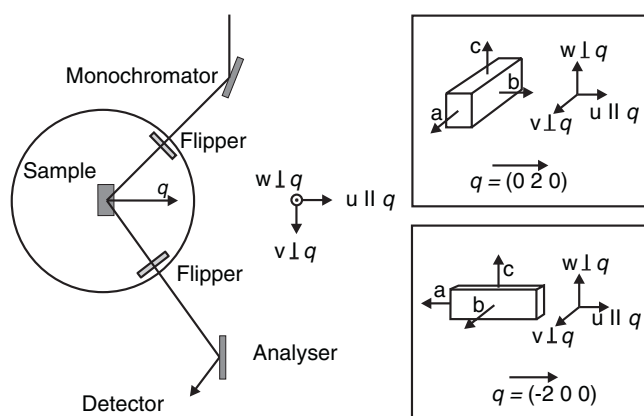 Monochromator
Flipper
Sample
q
w⊥q
u || q
v⊥q
Flipper
Analyser
Detector
c
b
a
w⊥q
v⊥q
u || q
q = (0 2 0)
c
a
b
w⊥q
v⊥q
u || q
q = (-2 0 0)